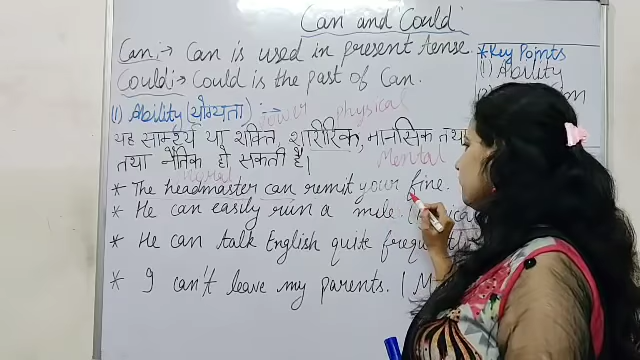 Can and Could
Can :→ Can is used in present tense.
Could :→ Could is the past of Can.
*Key Points
(1) Ability
(1) Ability (योग्यता) :→
power physical
यह सामर्थ्य या शक्ति, शारीरिक, मानसिक तथा
Mental
तथा नैतिक हो सकती है।
Moral
* The headmaster can remit your fine.
* He can easily run a mile.
* He can talk English quite
* I can't leave my parents.